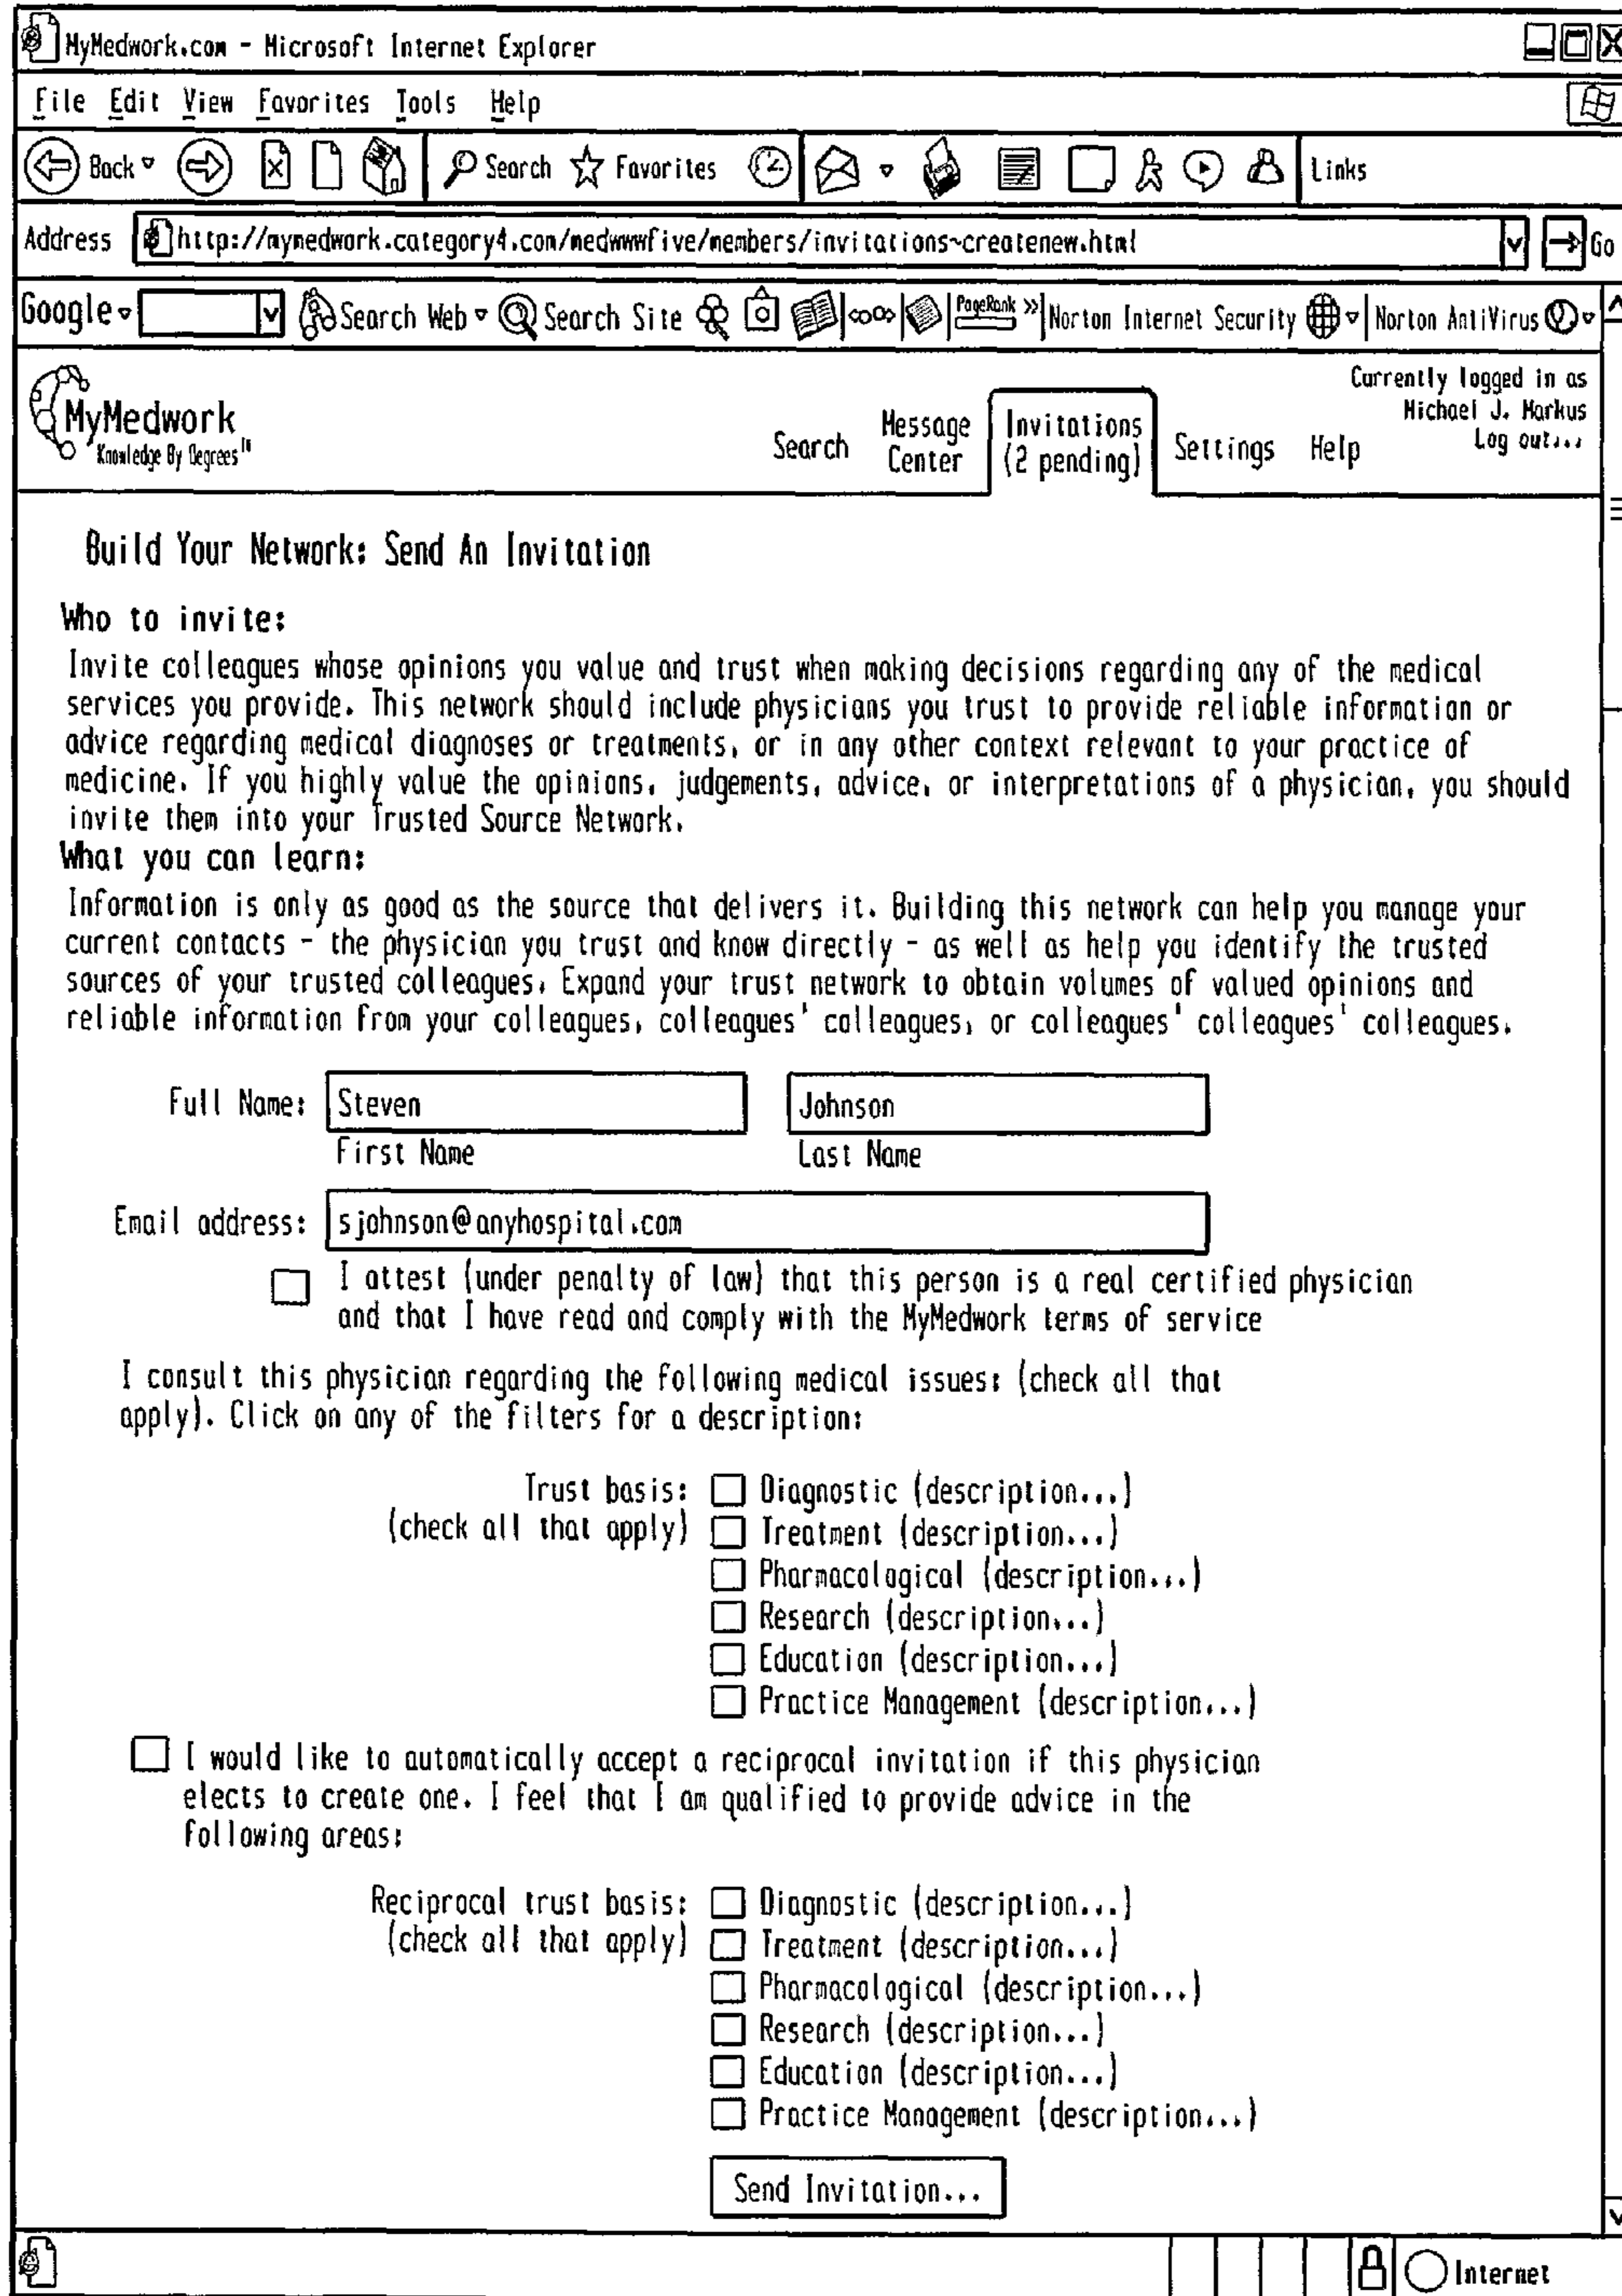 MyMedwork.com - Microsoft Internet Explorer
File Edit View Favorites Tools Help
Back Search Favorites Links
Address http://mymedwork.category4.com/medwwwfive/members/invitations~createnew.html Go
Google Search Web Search Site PageRank >> Norton Internet Security Norton AntiVirus
Currently logged in as
Michael J. Markus
Log out...
MyMedwork
Knowledge By Degrees™
Search Message Center Invitations (2 pending) Settings Help
Build Your Network: Send An Invitation
Who to invite:
Invite colleagues whose opinions you value and trust when making decisions regarding any of the medical
services you provide. This network should include physicians you trust to provide reliable information or
advice regarding medical diagnoses or treatments, or in any other context relevant to your practice of
medicine. If you highly value the opinions, judgements, advice, or interpretations of a physician, you should
invite them into your Trusted Source Network.
What you can learn:
Information is only as good as the source that delivers it. Building this network can help you manage your
current contacts - the physician you trust and know directly - as well as help you identify the trusted
sources of your trusted colleagues. Expand your trust network to obtain volumes of valued opinions and
reliable information from your colleagues, colleagues' colleagues, or colleagues' colleagues' colleagues.
Full Name: Steven Johnson
First Name Last Name
Email address: sjohnson@anyhospital.com
I attest (under penalty of law) that this person is a real certified physician
and that I have read and comply with the MyMedwork terms of service
I consult this physician regarding the following medical issues: (check all that
apply). Click on any of the filters for a description:
Trust basis: Diagnostic (description...)
(check all that apply) Treatment (description...)
Pharmacological (description...)
Research (description...)
Education (description...)
Practice Management (description...)
I would like to automatically accept a reciprocal invitation if this physician
elects to create one. I feel that I am qualified to provide advice in the
following areas:
Reciprocal trust basis: Diagnostic (description...)
(check all that apply) Treatment (description...)
Pharmacological (description...)
Research (description...)
Education (description...)
Practice Management (description...)
Send Invitation...
Internet